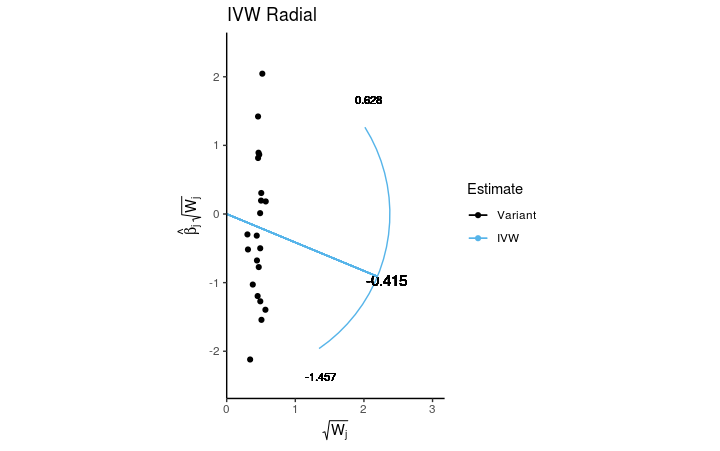 IVW Radial
2
1
0
-1
-2
β̂j√Wj
0.628
-0.415
-1.457
0
1
2
3
√Wj
Estimate
Variant
IVW